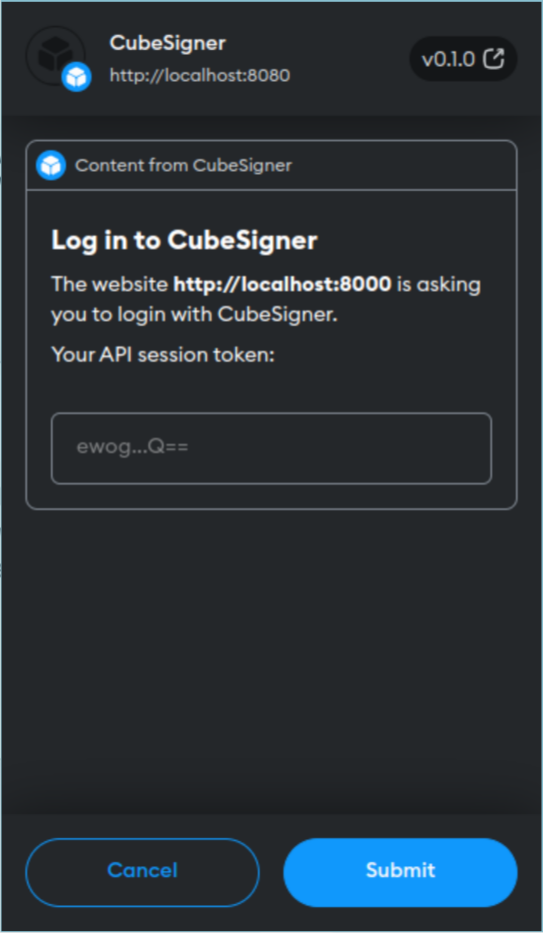 CubeSigner
http://localhost:8080
v0.1.0
Content from CubeSigner
Log in to CubeSigner
The website http://localhost:8000 is asking
you to login with CubeSigner.
Your API session token:
ewog...Q==
Cancel
Submit